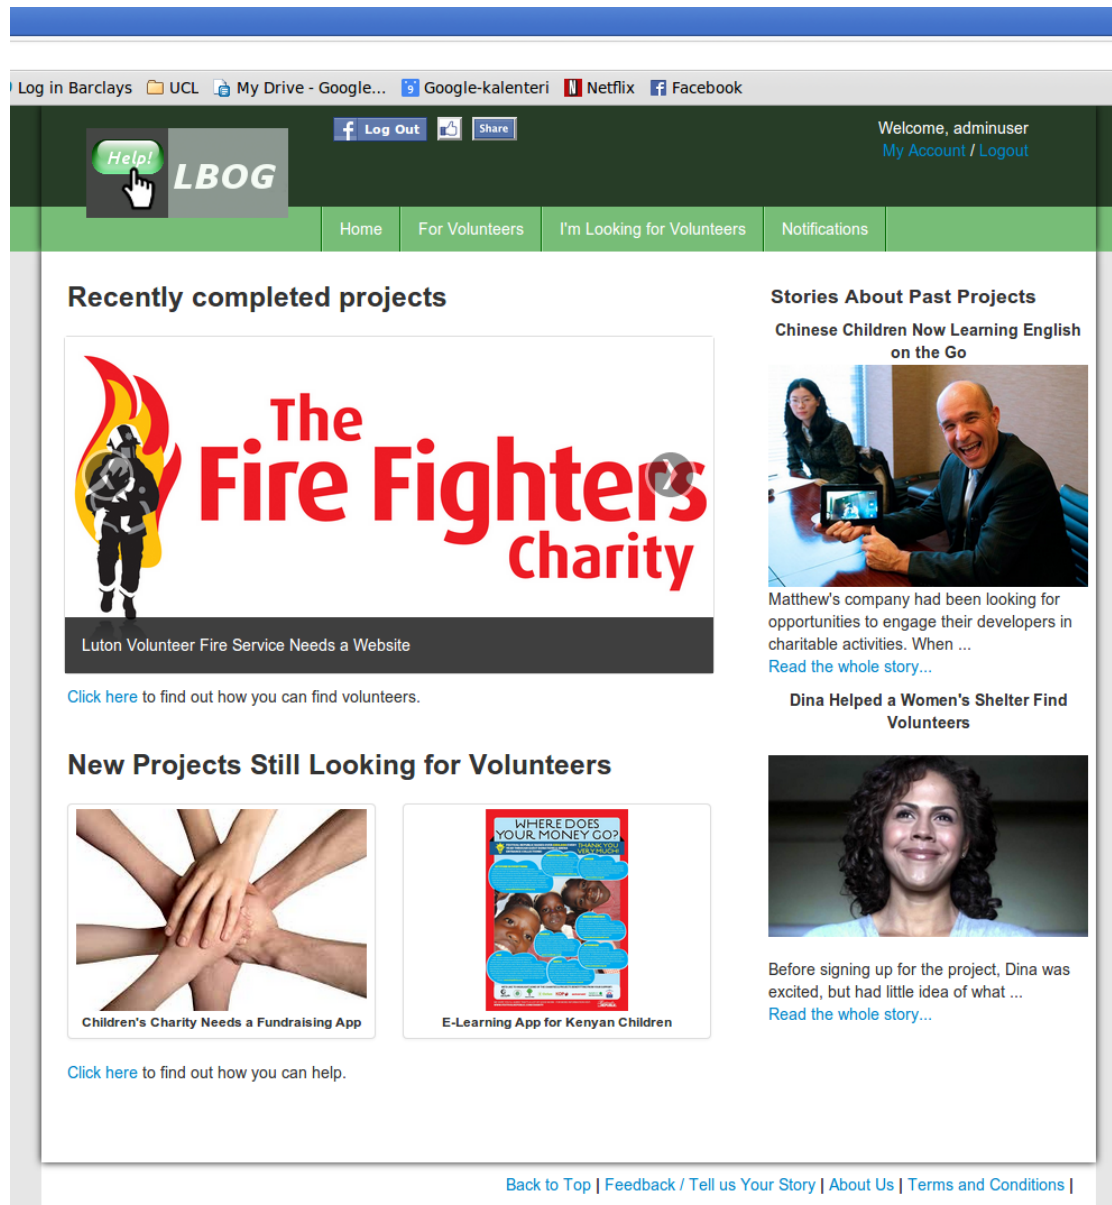 Log in Barclays UCL My Drive - Google... 9 Google-kalenteri N Netflix f Facebook
f Log Out Share
Welcome, adminuser
My Account / Logout
Help!
LBOG
Home For Volunteers I'm Looking for Volunteers Notifications
Recently completed projects
The
Fire Fighters
Charity
Luton Volunteer Fire Service Needs a Website
Click here to find out how you can find volunteers.
New Projects Still Looking for Volunteers
WHERE DOES
YOUR MONEY GO?
THANK YOU
VERY MUCH!
Children's Charity Needs a Fundraising App
E-Learning App for Kenyan Children
Click here to find out how you can help.
Stories About Past Projects
Chinese Children Now Learning English
on the Go
Matthew's company had been looking for
opportunities to engage their developers in
charitable activities. When ...
Read the whole story...
Dina Helped a Women's Shelter Find
Volunteers
Before signing up for the project, Dina was
excited, but had little idea of what ...
Read the whole story...
Back to Top | Feedback / Tell us Your Story | About Us | Terms and Conditions |